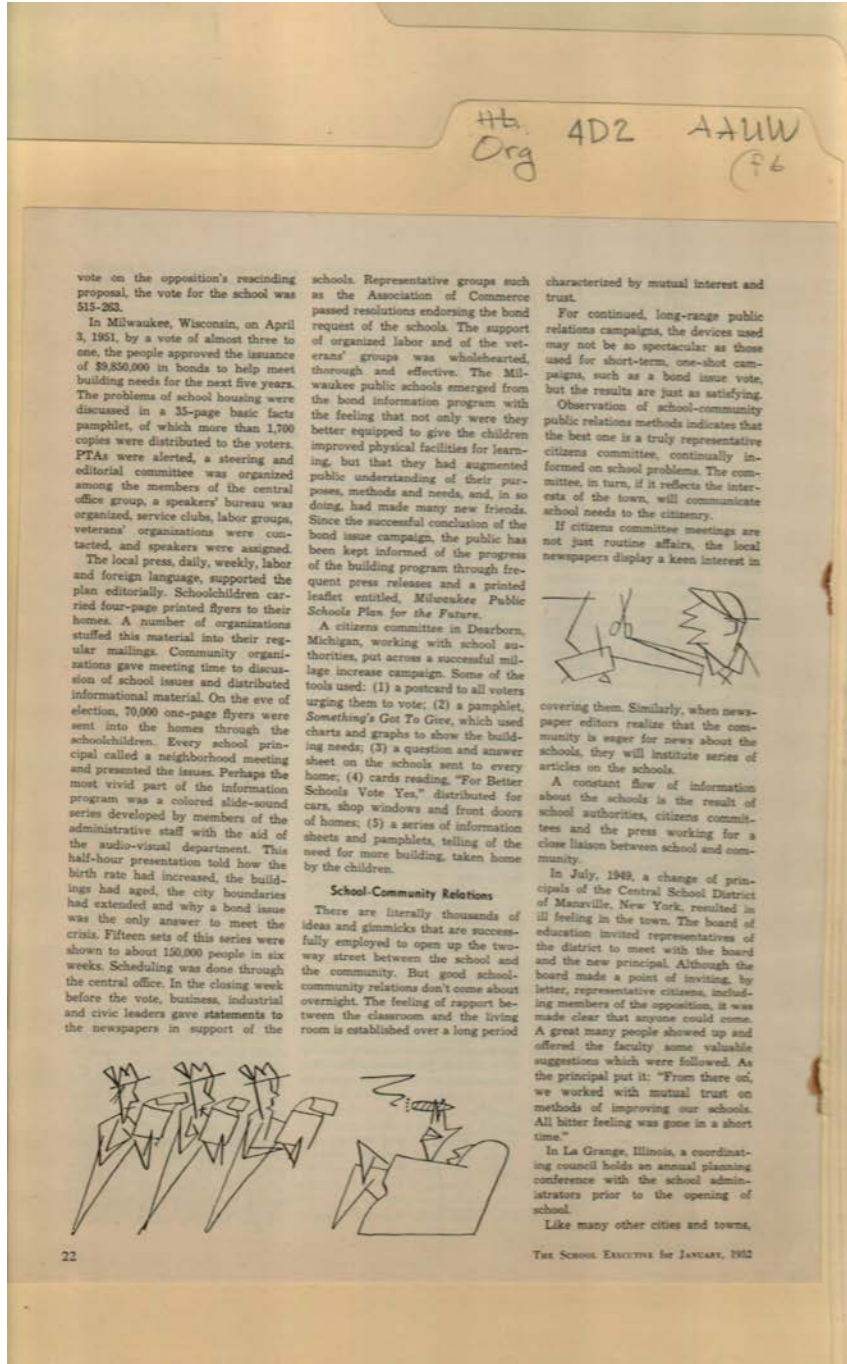 Hb.
Org
4D2
AAUW
vote on the opposition's rescinding
proposal, the vote for the school was
515-263.
In Milwaukee, Wisconsin, on April
3, 1951, by a vote of almost three to
one, the people approved the issuance
of $9,850,000 in bonds to help meet
building needs for the next five years.
The problems of school housing were
discussed in a 35-page basic facts
pamphlet, of which more than 1,700
copies were distributed to the voters.
PTAs were alerted, a steering and
editorial committee was organized
among the members of the central
office group, a speakers' bureau was
organized, service clubs, labor groups,
veterans' organizations were con-
tacted, and speakers were assigned.
The local press, daily, weekly, labor
and foreign language, supported the
plan editorially. Schoolchildren car-
ried four-page printed flyers to their
homes. A number of organizations
stuffed this material into their reg-
ular mailings. Community organi-
zations gave meeting time to discus-
sion of school issues and distributed
informational material. On the eve of
election, 70,000 one-page flyers were
sent into the homes through the
schoolchildren. Every school prin-
cipal called a neighborhood meeting
and presented the issues. Perhaps the
most vivid part of the information
program was a colored slide-sound
series developed by members of the
administrative staff with the aid of
the audio-visual department. This
half-hour presentation told how the
birth rate had increased, the build-
ings had aged, the city boundaries
had extended and why a bond issue
was the only answer to meet the
crisis. Fifteen sets of this series were
shown to about 150,000 people in six
weeks. Scheduling was done through
the central office. In the closing week
before the vote, business, industrial
and civic leaders gave statements to
the newspapers in support of the
schools. Representative groups such
as the Association of Commerce
passed resolutions endorsing the bond
request of the schools. The support
of organized labor and of the vet-
erans' groups was wholehearted,
thorough and effective. The Mil-
waukee public schools emerged from
the bond information program with
the feeling that not only were they
better equipped to give the children
improved physical facilities for learn-
ing, but that they had augmented
public understanding of their pur-
poses, methods and needs, and, in so
doing, had made many new friends.
Since the successful conclusion of the
bond issue campaign, the public has
been kept informed of the progress
of the building program through fre-
quent press releases and a printed
leaflet entitled, Milwaukee Public
Schools Plan for the Future.
A citizens committee in Dearborn,
Michigan, working with school au-
thorities, put across a successful mil-
lage increase campaign. Some of the
tools used: (1) a postcard to all voters
urging them to vote; (2) a pamphlet,
Something's Got To Give, which used
charts and graphs to show the build-
ing needs; (3) a question and answer
sheet on the schools sent to every
home; (4) cards reading, "For Better
Schools Vote Yes," distributed for
cars, shop windows and front doors
of homes; (5) a series of information
sheets and pamphlets, telling of the
need for more building, taken home
by the children.
School-Community Relations
There are literally thousands of
ideas and gimmicks that are success-
fully employed to open up the two-
way street between the school and
the community. But good school-
community relations don't come about
overnight. The feeling of rapport be-
tween the classroom and the living
room is established over a long period
characterized by mutual interest and
trust.
For continued, long-range public
relations campaigns, the devices used
may not be so spectacular as those
used for short-term, one-shot cam-
paigns, such as a bond issue vote,
but the results are just as satisfying.
Observation of school-community
public relations methods indicates that
the best one is a truly representative
citizens committee, continually in-
formed on school problems. The com-
mittee, in turn, if it reflects the inter-
ests of the town, will communicate
school needs to the citizenry.
If citizens committee meetings are
not just routine affairs, the local
newspapers display a keen interest in
covering them. Similarly, when news-
paper editors realize that the com-
munity is eager for news about the
schools, they will institute series of
articles on the schools.
A constant flow of information
about the schools is the result of
school authorities, citizens commit-
tees and the press working for a
close liaison between school and com-
munity.
In July, 1949, a change of prin-
cipals of the Central School District
of Mansville, New York, resulted in
ill feeling in the town. The board of
education invited representatives of
the district to meet with the board
and the new principal. Although the
board made a point of inviting, by
letter, representative citizens, includ-
ing members of the opposition, it was
made clear that anyone could come.
A great many people showed up and
offered the faculty some valuable
suggestions which were followed. As
the principal put it: "From there on,
we worked with mutual trust on
methods of improving our schools.
All bitter feeling was gone in a short
time."
In La Grange, Illinois, a coordinat-
ing council holds an annual planning
conference with the school admin-
istrators prior to the opening of
school.
Like many other cities and towns,
22
THE SCHOOL EXECUTIVE for JANUARY, 1952